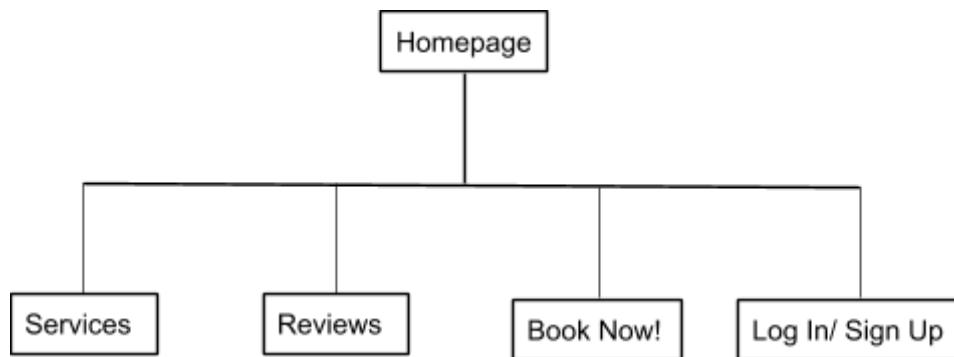 Homepage
Services
Reviews
Book Now!
Log In/ Sign Up